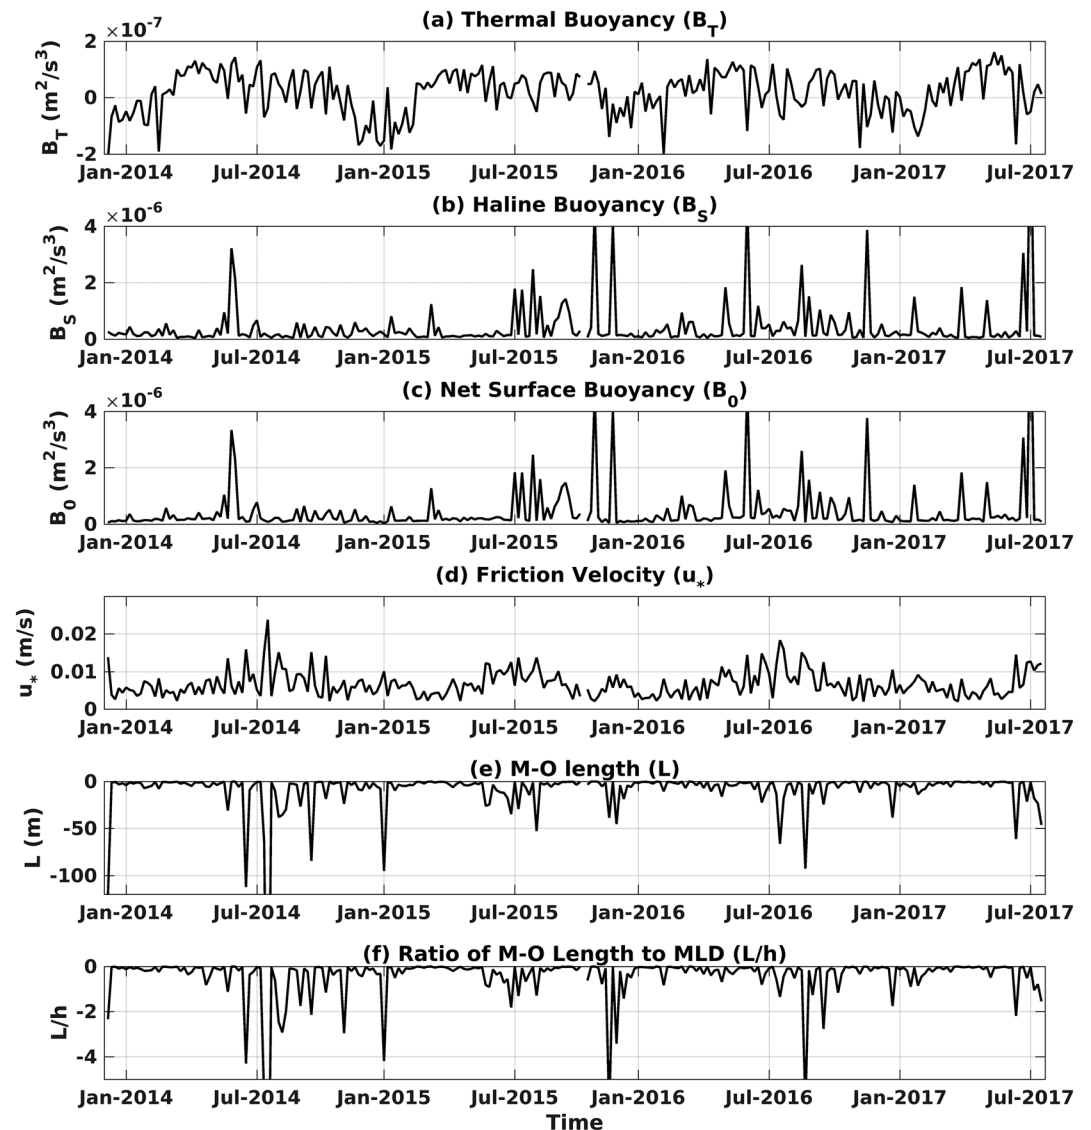 (a) Thermal Buoyancy (B_T)
×10^-7
B_T (m^2/s^3)
2
0
-2
Jan-2014 Jul-2014 Jan-2015 Jul-2015 Jan-2016 Jul-2016 Jan-2017 Jul-2017
(b) Haline Buoyancy (B_S)
×10^-6
B_S (m^2/s^3)
4
2
0
Jan-2014 Jul-2014 Jan-2015 Jul-2015 Jan-2016 Jul-2016 Jan-2017 Jul-2017
(c) Net Surface Buoyancy (B_0)
×10^-6
B_0 (m^2/s^3)
4
2
0
Jan-2014 Jul-2014 Jan-2015 Jul-2015 Jan-2016 Jul-2016 Jan-2017 Jul-2017
(d) Friction Velocity (u_*)
u_* (m/s)
0.02
0.01
0
Jan-2014 Jul-2014 Jan-2015 Jul-2015 Jan-2016 Jul-2016 Jan-2017 Jul-2017
(e) M-O length (L)
L (m)
0
-50
-100
Jan-2014 Jul-2014 Jan-2015 Jul-2015 Jan-2016 Jul-2016 Jan-2017 Jul-2017
(f) Ratio of M-O Length to MLD (L/h)
L/h
0
-2
-4
Jan-2014 Jul-2014 Jan-2015 Jul-2015 Jan-2016 Jul-2016 Jan-2017 Jul-2017
Time